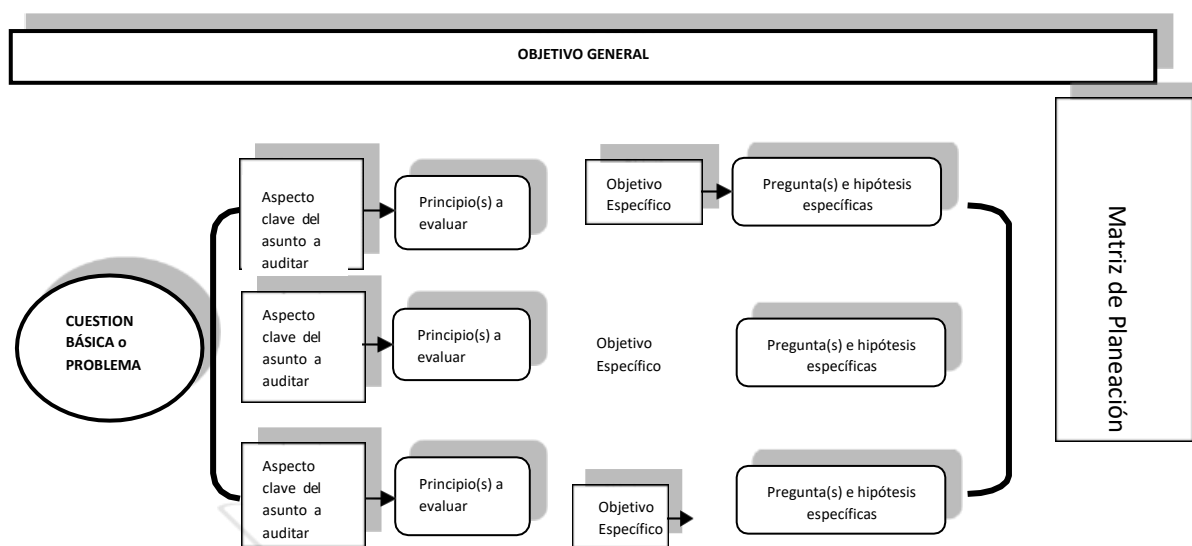 OBJETIVO GENERAL
Aspecto
clave del
asunto a
auditar
Principio(s) a
evaluar
Objetivo
Específico
Pregunta(s) e hipótesis
específicas
CUESTION
BÁSICA o
PROBLEMA
Aspecto
clave del
asunto a
auditar
Principio(s) a
evaluar
Objetivo
Específico
Pregunta(s) e hipótesis
específicas
Aspecto
clave del
asunto a
auditar
Principio(s) a
evaluar
Objetivo
Específico
Pregunta(s) e hipótesis
específicas
Matriz de Planeación